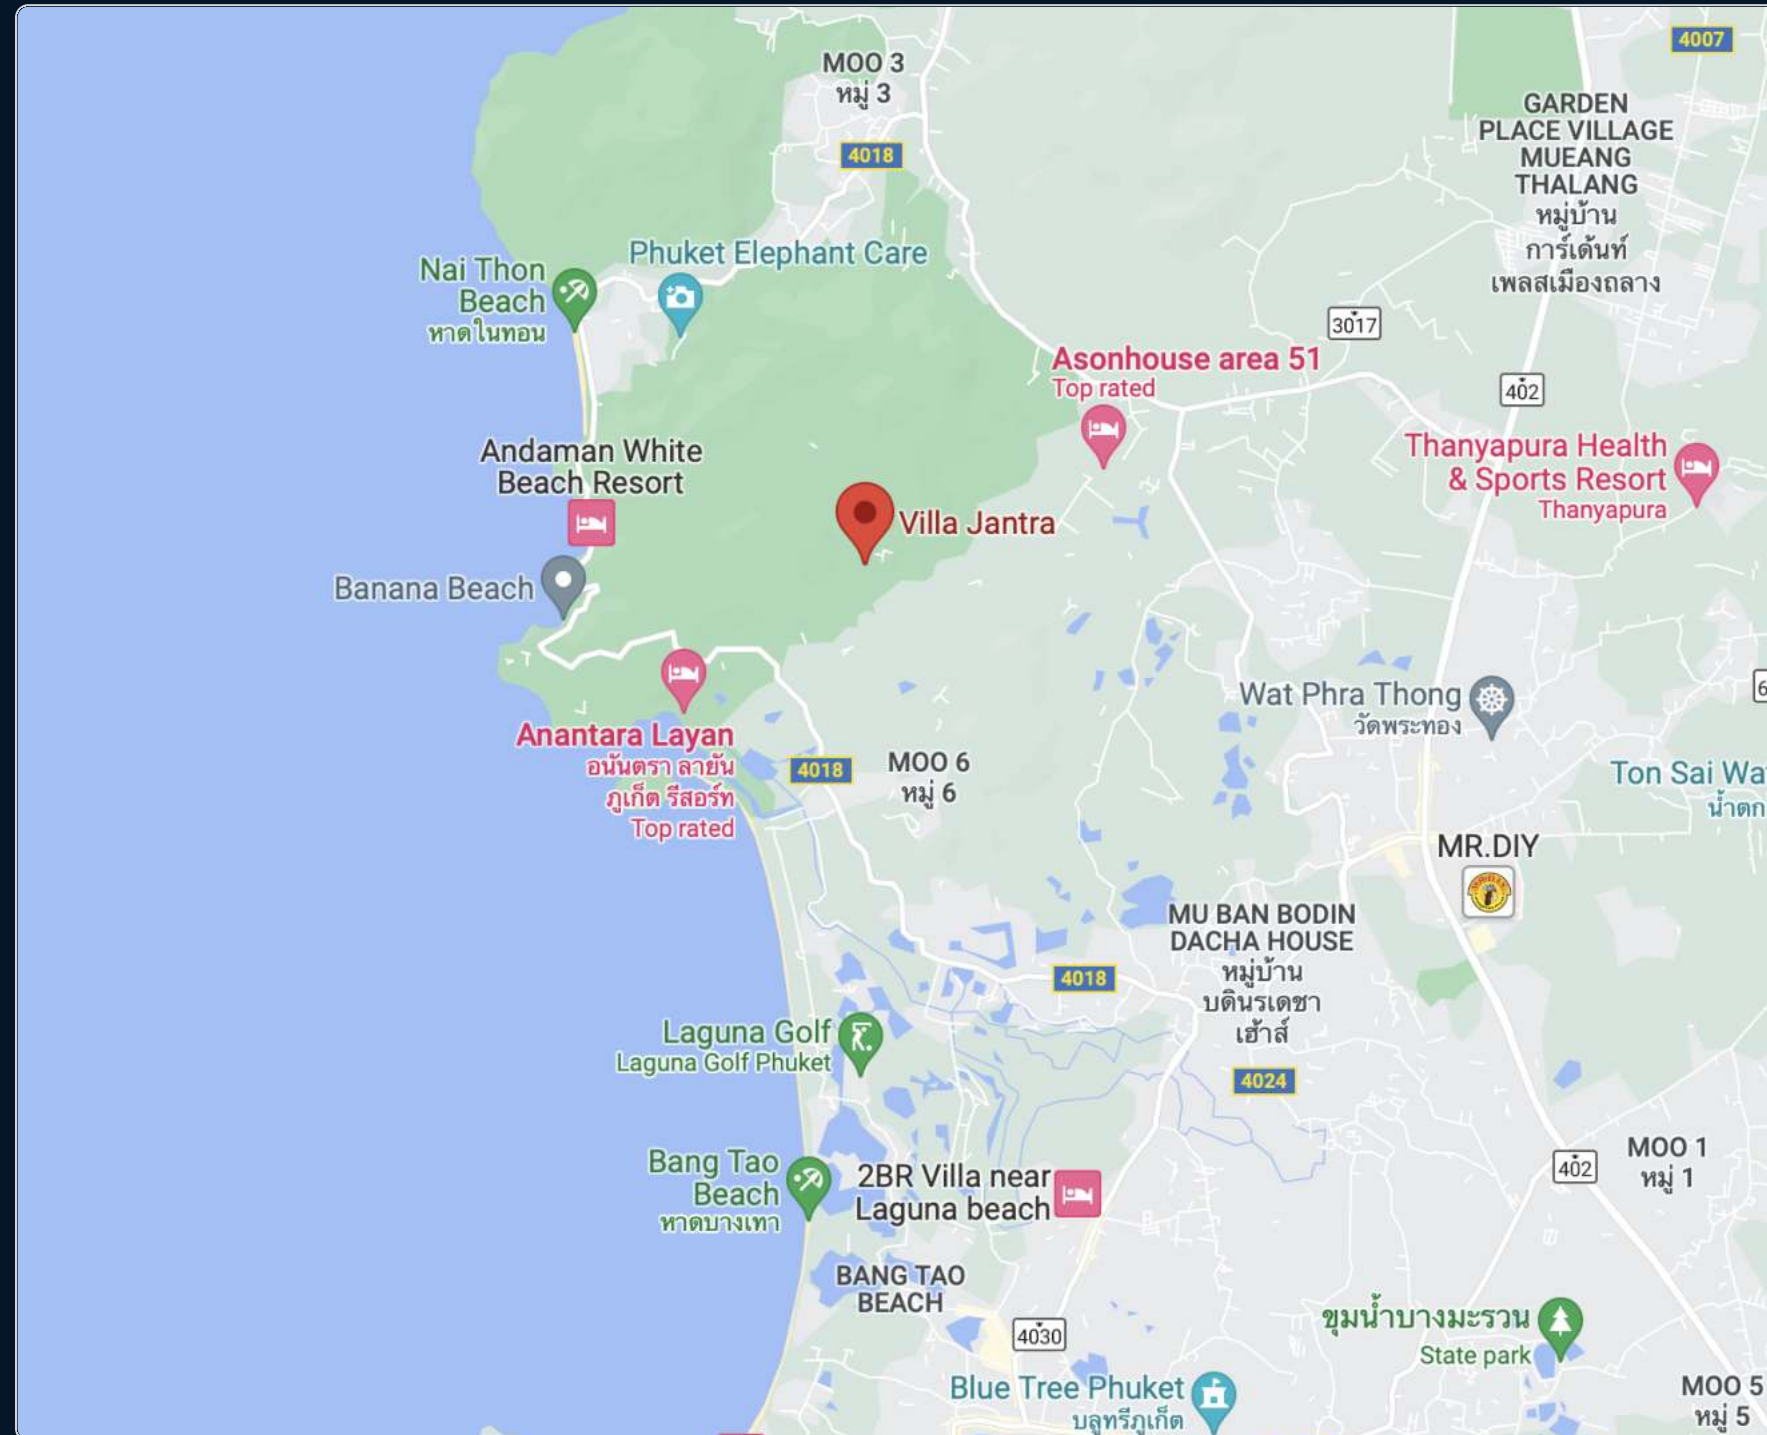 4007
MOO 3
หมู่ 3
4018
GARDEN
PLACE VILLAGE
MUEANG
THALANG
หมู่บ้าน
การ์เด้นท์
เพลสเมืองถลาง
Phuket Elephant Care
Nai Thon
Beach
หาดในทอน
3017
Asonhouse area 51
Top rated
402
Thanyapura Health
& Sports Resort
Thanyapura
Andaman White
Beach Resort
Villa Jantra
Banana Beach
Wat Phra Thong
วัดพระทอง
6
Anantara Layan
อนันตรา ลายัน
ภูเก็ต รีสอร์ท
Top rated
4018
MOO 6
หมู่ 6
Ton Sai Wa
น้ำตก
MR.DIY
MU BAN BODIN
DACHA HOUSE
หมู่บ้าน
บดินรเดชา
เฮ้าส์
4018
Laguna Golf
Laguna Golf Phuket
4024
MOO 1
หมู่ 1
402
Bang Tao
Beach
หาดบางเทา
2BR Villa near
Laguna beach
BANG TAO
BEACH
4030
ขุมน้ำบางมะรวน
State park
Blue Tree Phuket
บลูทรีภูเก็ต
MOO 5
หมู่ 5